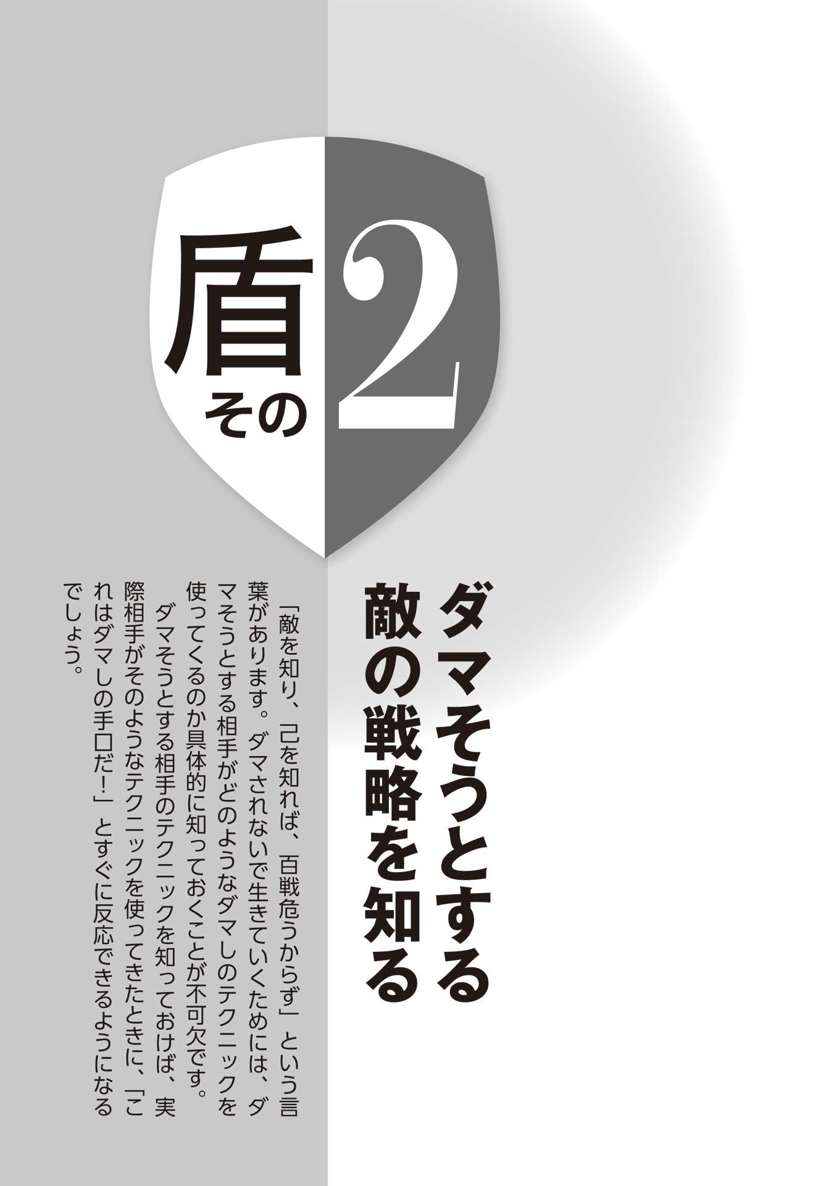 盾
その
2
ダマそうとする
敵の戦略を知る
「敵を知り、己を知れば、百戦危うからず」という言
葉があります。ダマされないで生きていくためには、ダ
マそうとする相手がどのようなダマしのテクニックを
使ってくるのか具体的に知っておくことが不可欠です。
ダマそうとする相手のテクニックを知っておけば、実
際相手がそのようなテクニックを使ってきたときに、「こ
れはダマしの手口だ！」とすぐに反応できるようになる
でしょう。